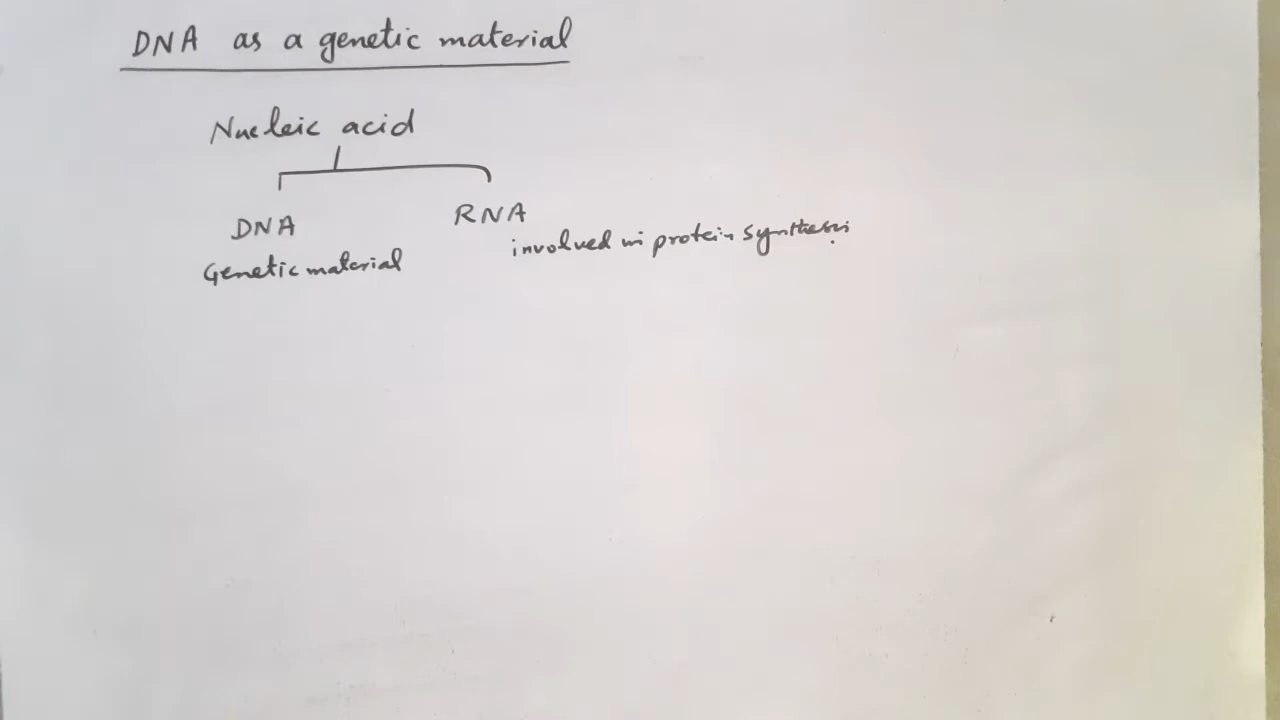 DNA as a genetic material
Nucleic acid
DNA
RNA
Genetic material
involved in protein synthesis